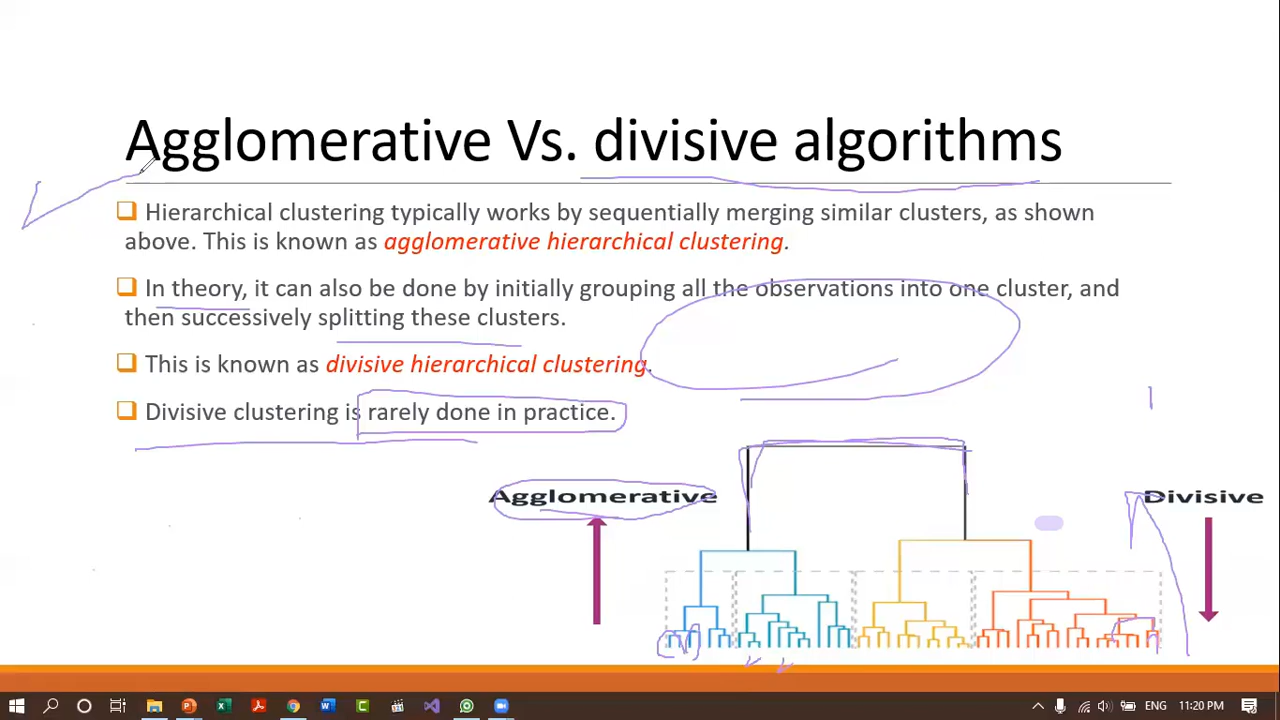 Agglomerative Vs. divisive algorithms
❑ Hierarchical clustering typically works by sequentially merging similar clusters, as shown
above. This is known as agglomerative hierarchical clustering.
❑ In theory, it can also be done by initially grouping all the observations into one cluster, and
then successively splitting these clusters.
❑ This is known as divisive hierarchical clustering.
❑ Divisive clustering is rarely done in practice.
Agglomerative
Divisive
ENG 11:20 PM